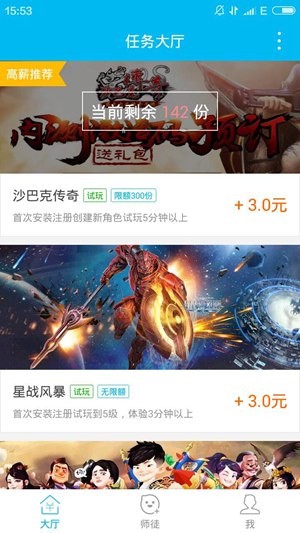 15:53
E
任务大厅
高薪推荐
当前剩余 142 份
送礼包
沙巴克传奇 试玩 限额300份
首次安装注册创建新角色试玩5分钟以上
+ 3.0元
星战风暴 试玩 无限额
首次安装注册试玩到5级，体验3分钟以上
+ 3.0元
大厅
师徒
我